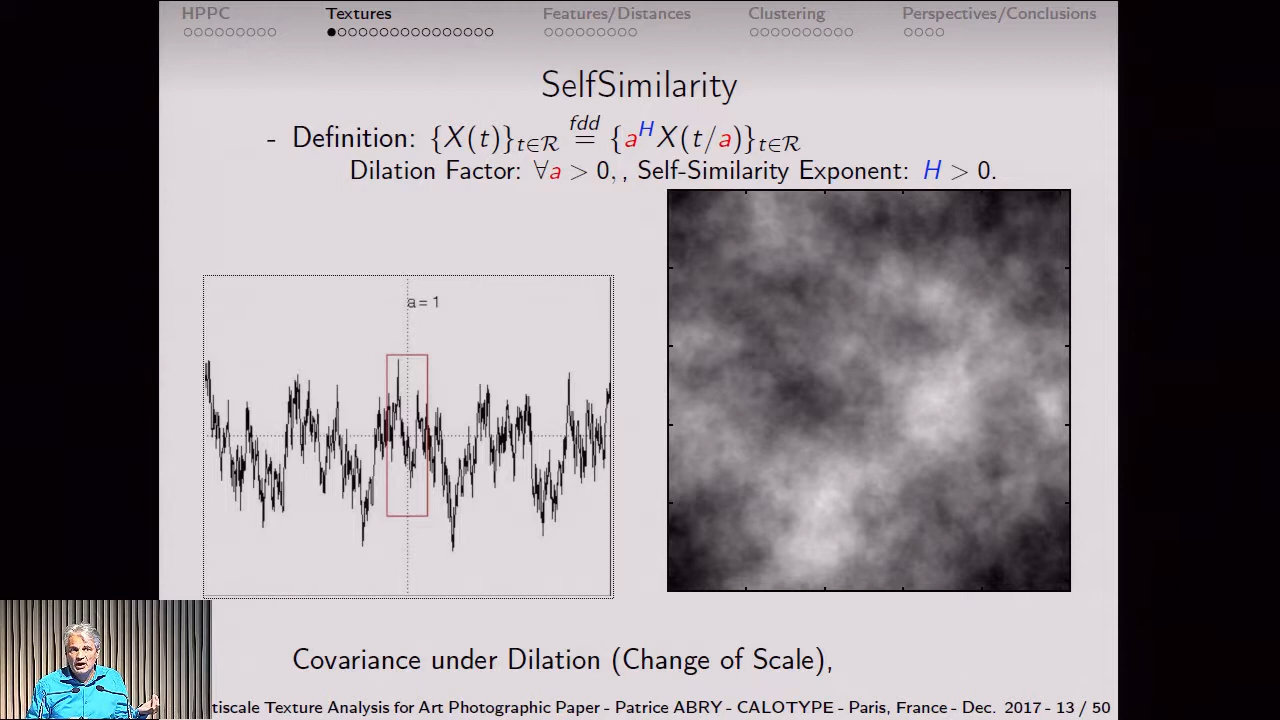 HPPC Textures Features/Distances Clustering Perspectives/Conclusions
SelfSimilarity
- Definition: {X(t)}t∈R fdd= {a^H X(t/a)}t∈R
Dilation Factor: ∀a > 0, , Self-Similarity Exponent: H > 0.
a = 1
Covariance under Dilation (Change of Scale),
tiscale Texture Analysis for Art Photographic Paper - Patrice ABRY - CALOTYPE - Paris, France - Dec. 2017 - 13 / 50